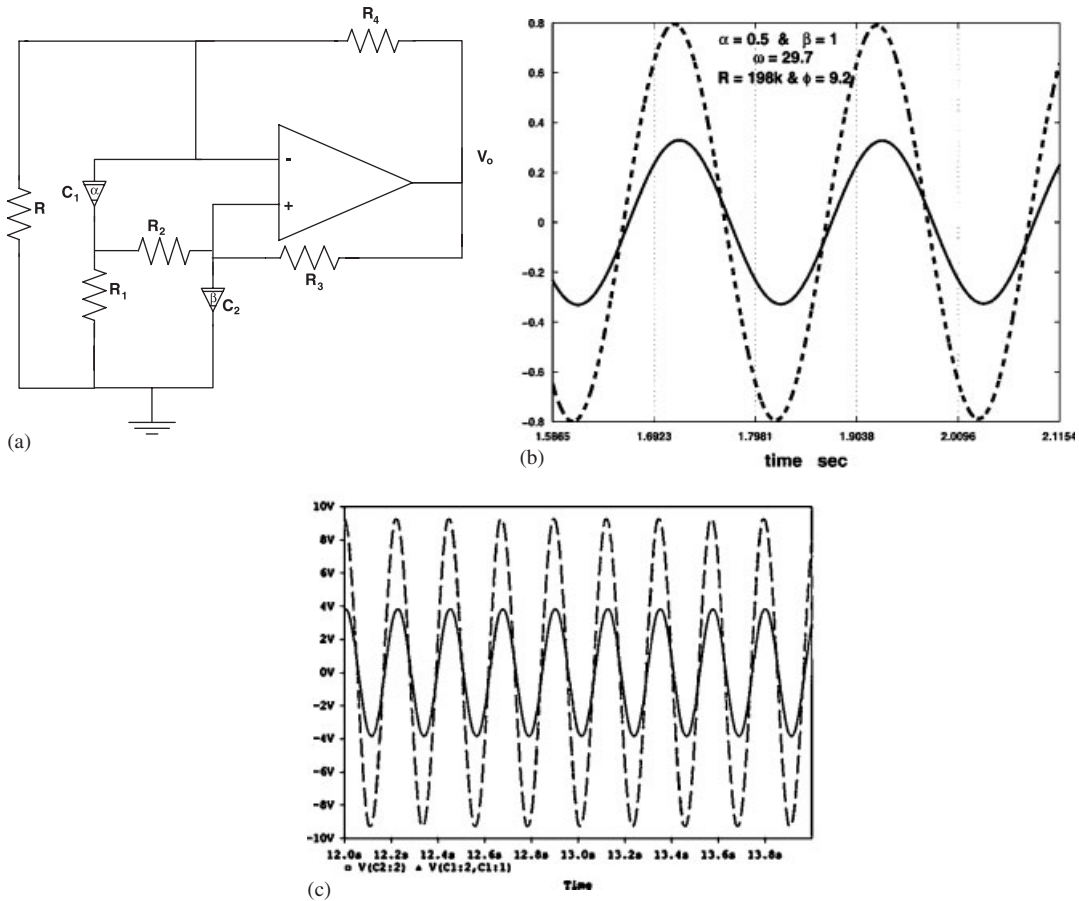 R₄
-
+
Vₒ
C₁
α
R
R₂
R₁
R₃
β
C₂
(a)
α = 0.5 & β = 1
ω = 29.7
R = 198k & ϕ = 9.2
0.8
0.6
0.4
0.2
0
-0.2
-0.4
-0.6
-0.8
1.5865 1.6923 1.7981 1.9038 2.0096 2.1154
time sec
(b)
10V
8V
6V
4V
2V
0V
-2V
-4V
-6V
-8V
-10V
12.0s 12.2s 12.4s 12.6s 12.8s 13.0s 13.2s 13.4s 13.6s 13.8s
V(C2:2) V(C1:2,C1:1)
Time
(c)